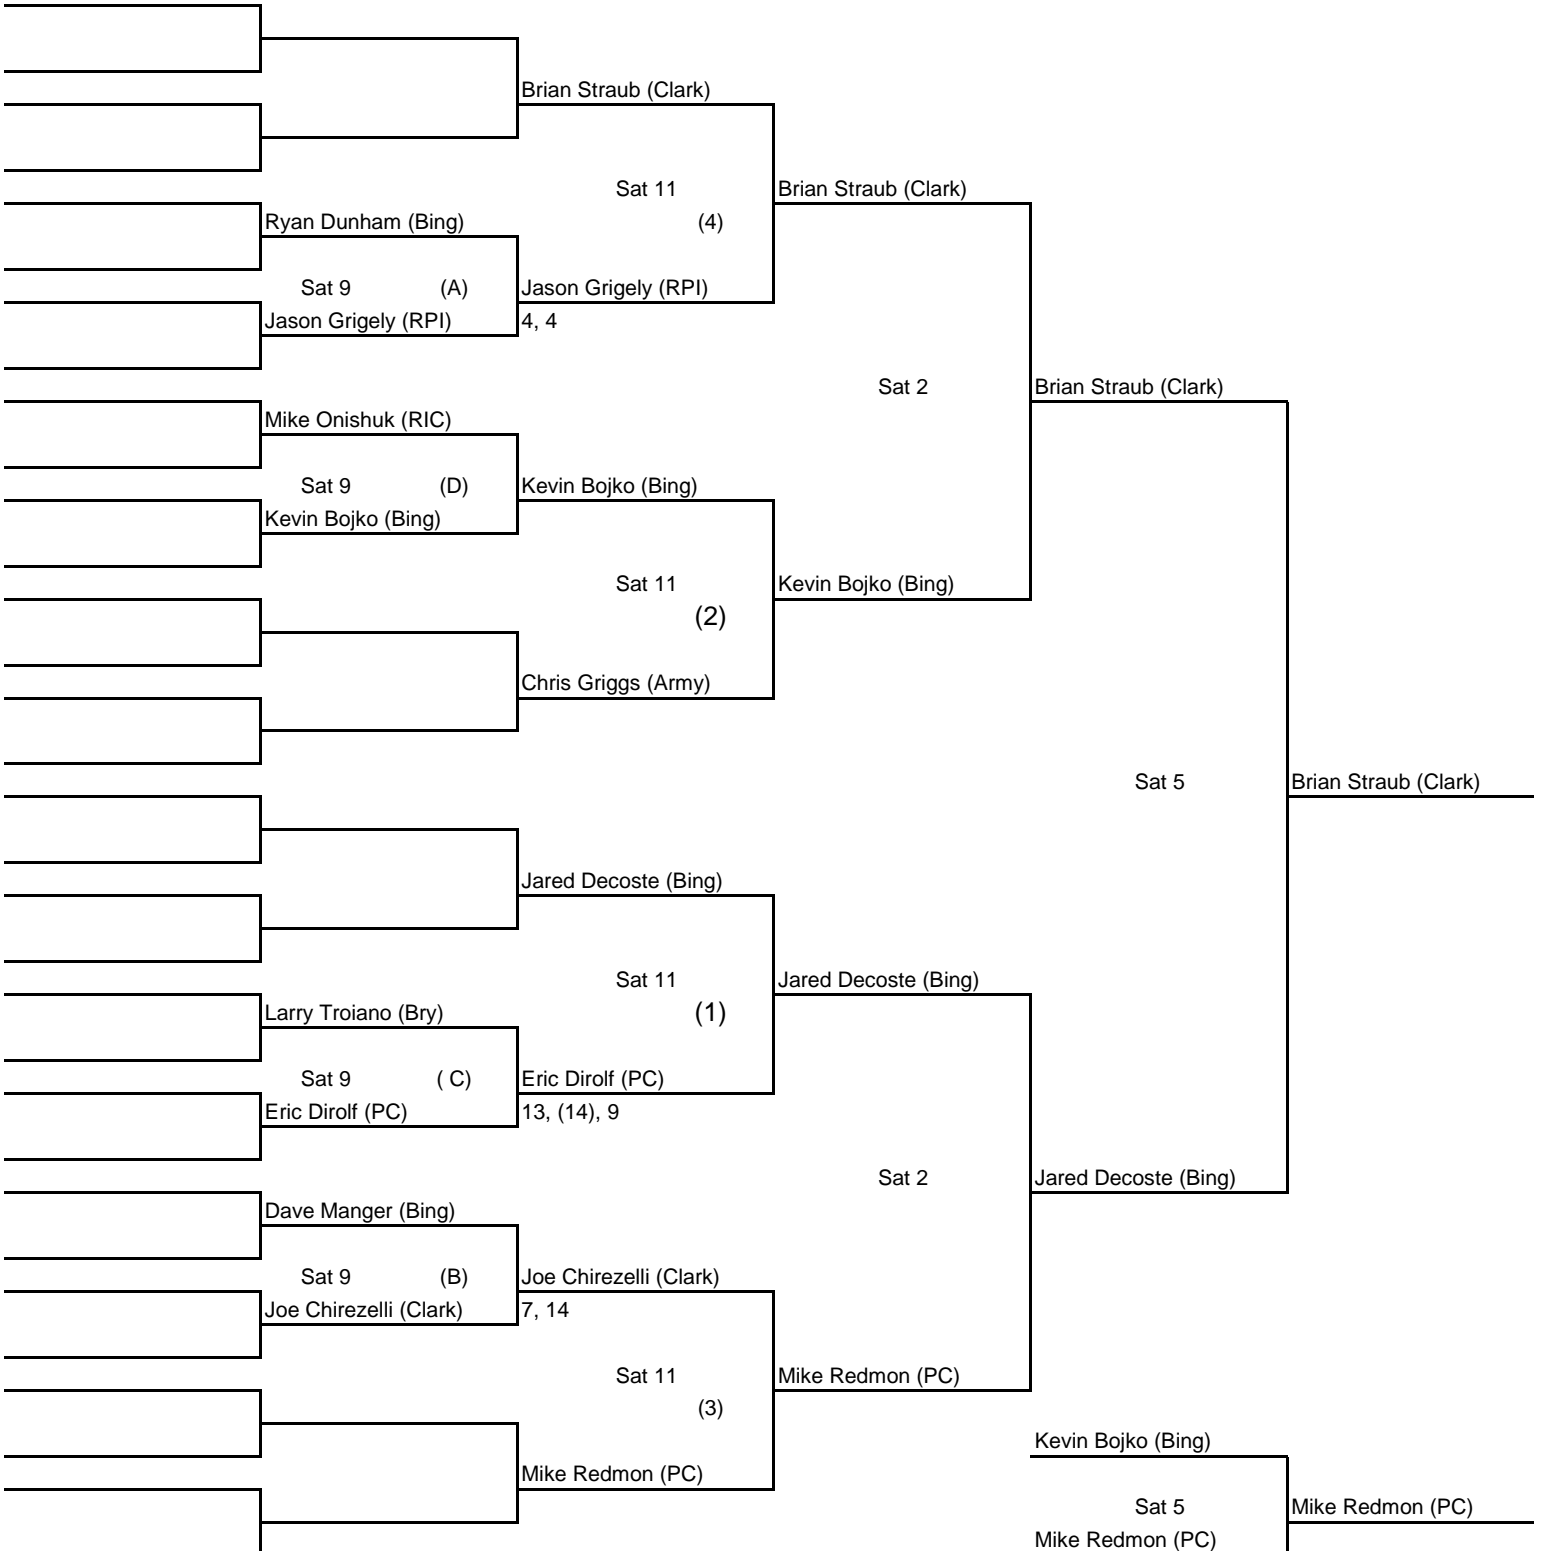 Brian Straub (Clark)
Sat 11
Brian Straub (Clark)
Ryan Dunham (Bing)
(4)
Sat 9
(A)
Jason Grigely (RPI)
Jason Grigely (RPI)
4, 4
Sat 2
Brian Straub (Clark)
Mike Onishuk (RIC)
Sat 9
(D)
Kevin Bojko (Bing)
Kevin Bojko (Bing)
Sat 11
Kevin Bojko (Bing)
(2)
Chris Griggs (Army)
Sat 5
Brian Straub (Clark)
Jared Decoste (Bing)
Sat 11
Jared Decoste (Bing)
Larry Troiano (Bry)
(1)
Sat 9
( C)
Eric Dirolf (PC)
Eric Dirolf (PC)
13, (14), 9
Sat 2
Jared Decoste (Bing)
Dave Manger (Bing)
Sat 9
(B)
Joe Chirezelli (Clark)
Joe Chirezelli (Clark)
7, 14
Sat 11
Mike Redmon (PC)
(3)
Kevin Bojko (Bing)
Mike Redmon (PC)
Sat 5
Mike Redmon (PC)
Mike Redmon (PC)